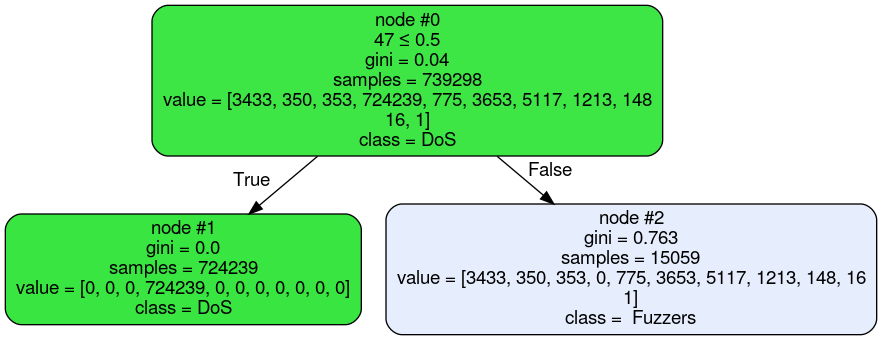 node #0
47 ≤ 0.5
gini = 0.04
samples = 739298
value = [3433, 350, 353, 724239, 775, 3653, 5117, 1213, 148
16, 1]
class = DoS
True
False
node #1
gini = 0.0
samples = 724239
value = [0, 0, 0, 724239, 0, 0, 0, 0, 0, 0, 0]
class = DoS
node #2
gini = 0.763
samples = 15059
value = [3433, 350, 353, 0, 775, 3653, 5117, 1213, 148, 16
1]
class =  Fuzzers